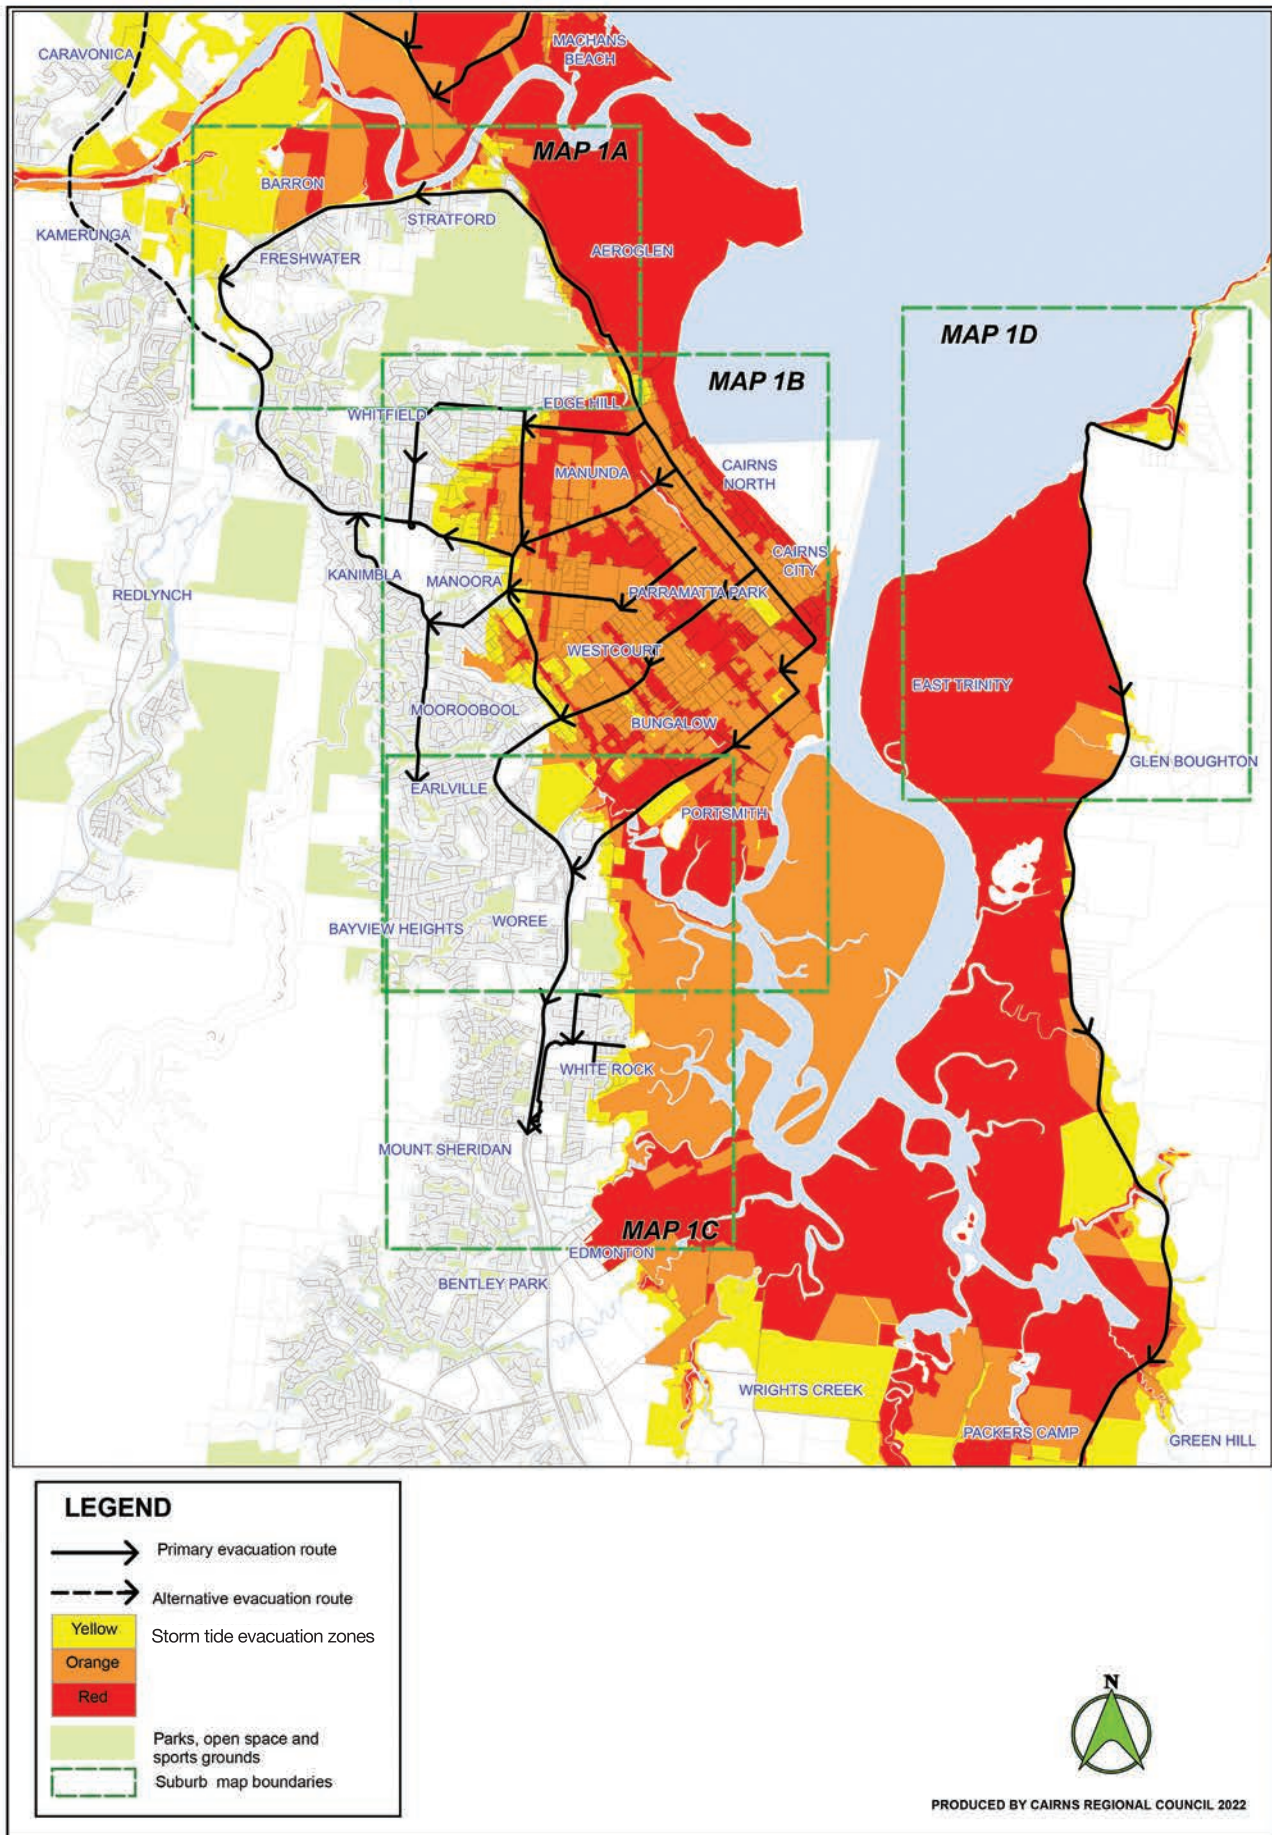 CARAVONICA
MACHANS
BEACH
MAP 1A
BARRON
STRATFORD
KAMERUNGA
FRESHWATER
AEROGLEN
MAP 1D
MAP 1B
WHITFIELD
EDGE HILL
MANUNDA
CAIRNS
NORTH
CAIRNS
CITY
KANIMBLA
MANOORA
REDLYNCH
PARRAMATTA PARK
WESTCOURT
EAST TRINITY
MOOROOBOOL
BUNGALOW
GLEN BOUGHTON
EARLVILLE
PORTSMITH
BAYVIEW HEIGHTS
WOREE
WHITE ROCK
MOUNT SHERIDAN
MAP 1C
EDMONTON
BENTLEY PARK
WRIGHTS CREEK
PACKERS CAMP
GREEN HILL
LEGEND
Primary evacuation route
Alternative evacuation route
Yellow
Storm tide evacuation zones
Orange
Red
Parks, open space and
sports grounds
Suburb map boundaries
N
PRODUCED BY CAIRNS REGIONAL COUNCIL 2022